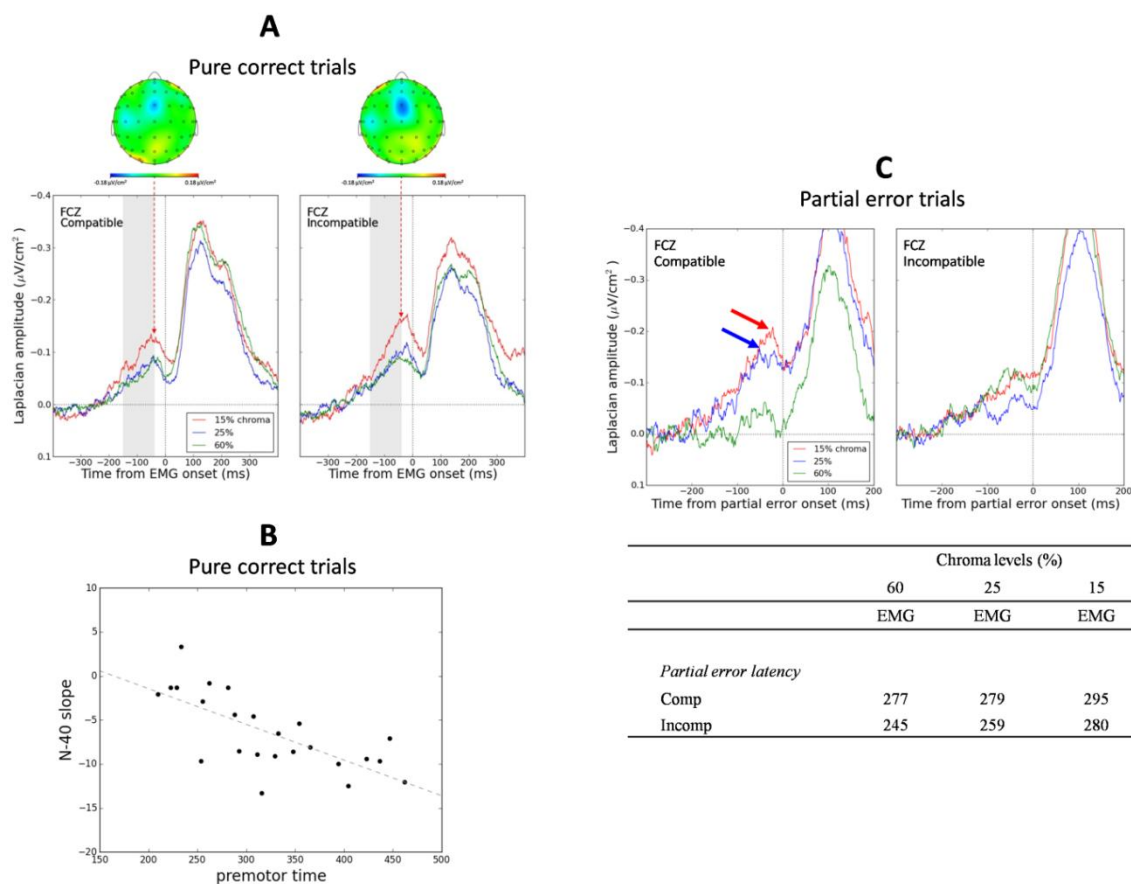 A
Pure correct trials
-0.18 μV/cm² 0.18 μV/cm²
-0.18 μV/cm² 0.18 μV/cm²
FCZ
Compatible
FCZ
Incompatible
Laplacian amplitude (μV/cm²)
−0.4
−0.3
−0.2
−0.1
0.0
0.1
15% chroma
25%
60%
−300 −200 −100 0 100 200 300
−300 −200 −100 0 100 200 300
Time from EMG onset (ms)
Time from EMG onset (ms)
B
Pure correct trials
N-40 slope
10
5
0
−5
−10
−15
−20
150 200 250 300 350 400 450 500
premotor time
C
Partial error trials
FCZ
Compatible
FCZ
Incompatible
Laplacian amplitude (μV/cm²)
−0.4
−0.3
−0.2
−0.1
0.0
0.1
15% chroma
25%
60%
−200 −100 0 100 200
−200 −100 0 100 200
Time from partial error onset (ms)
Time from partial error onset (ms)
Chroma levels (%)
60 25 15
EMG EMG EMG
Partial error latency
Comp 277 279 295
Incomp 245 259 280